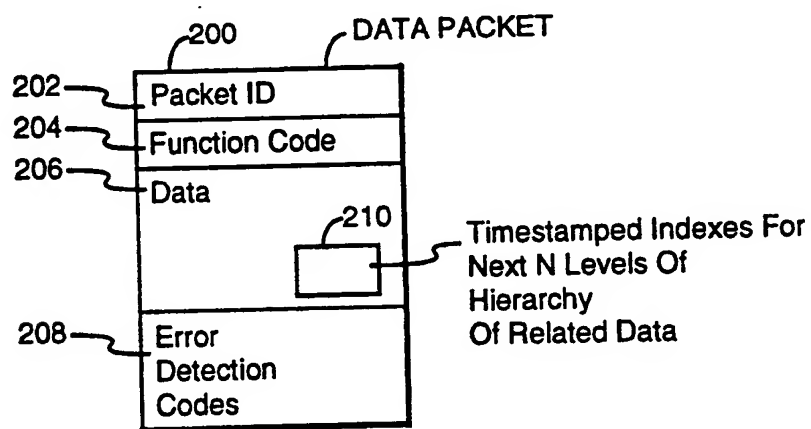 200
DATA PACKET
202
Packet ID
204
Function Code
206
Data
210
Timestamped Indexes For
Next N Levels Of
Hierarchy
Of Related Data
208
Error
Detection
Codes